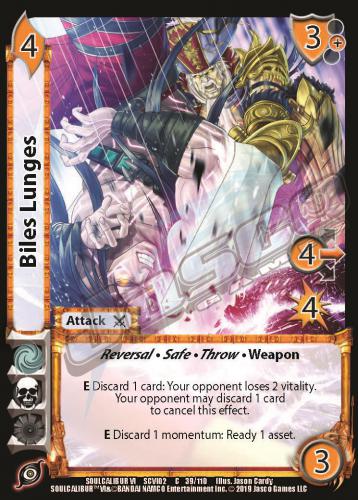 4
3
+
Biles Lunges
4
4
Attack
Reversal • Safe • Throw • Weapon
E Discard 1 card: Your opponent loses 2 vitality.
Your opponent may discard 1 card
to cancel this effect.
E Discard 1 momentum: Ready 1 asset.
3
SOULCALIBUR VI SCVI02 C 39/110 Illus. Jason Cardy
SOULCALIBUR™VI&©BANDAI NAMCO Entertainment Inc. © 2019 Jasco Games LLC